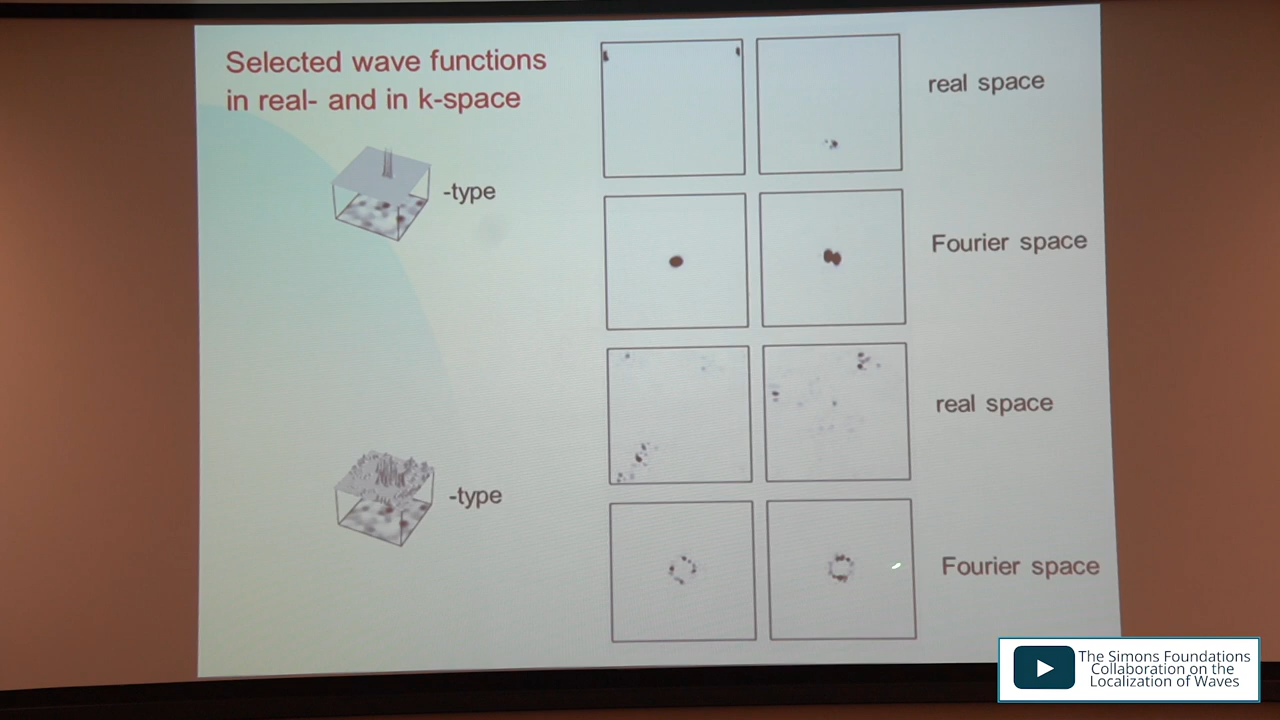 Selected wave functions
in real- and in k-space
real space
-type
Fourier space
real space
-type
Fourier space
The Simons Foundations
Collaboration on the
Localization of Waves